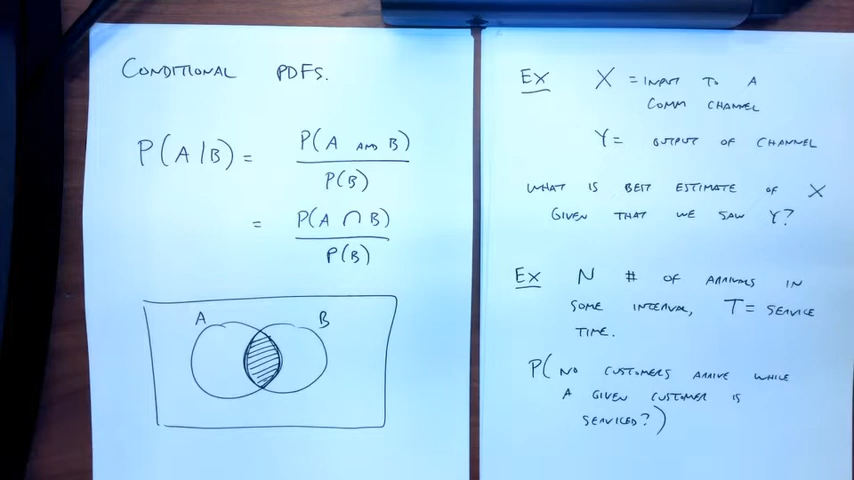 CONDITIONAL PDFS.
P(A|B) = P(A AND B)
P(B)
= P(A ∩ B)
P(B)
A B
EX X = INPUT TO A
COMM CHANNEL
Y = OUTPUT OF CHANNEL
WHAT IS BEST ESTIMATE OF X
GIVEN THAT WE SAW Y?
EX N # OF ARRIVALS IN
SOME INTERVAL, T = SERVICE
TIME.
P( NO CUSTOMERS ARRIVE WHILE
A GIVEN CUSTOMER IS
SERVICED? )